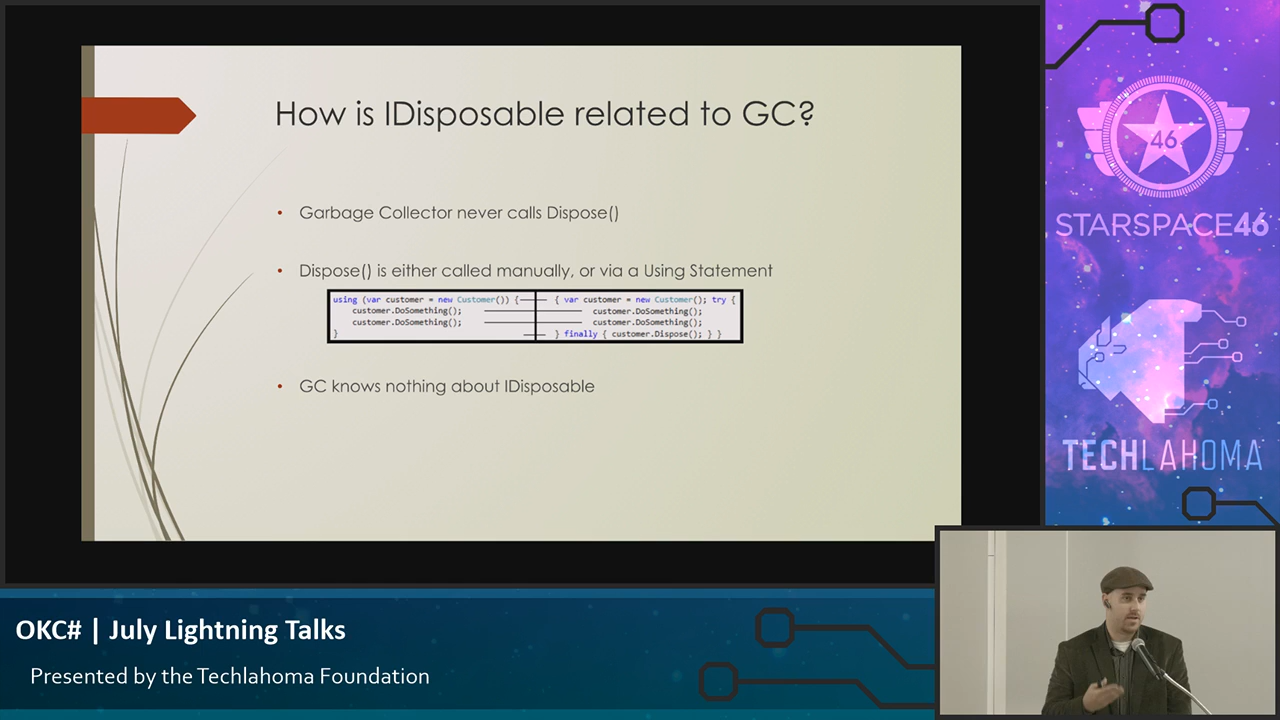 How is IDisposable related to GC?
• Garbage Collector never calls Dispose()
• Dispose() is either called manually, or via a Using Statement
using (var customer = new Customer()) {
customer.DoSomething();
customer.DoSomething();
}
{ var customer = new Customer(); try {
customer.DoSomething();
customer.DoSomething();
} finally { customer.Dispose(); } }
• GC knows nothing about IDisposable
46
STARSPACE46
TECHLAHOMA
OKC# | July Lightning Talks
Presented by the Techlahoma Foundation